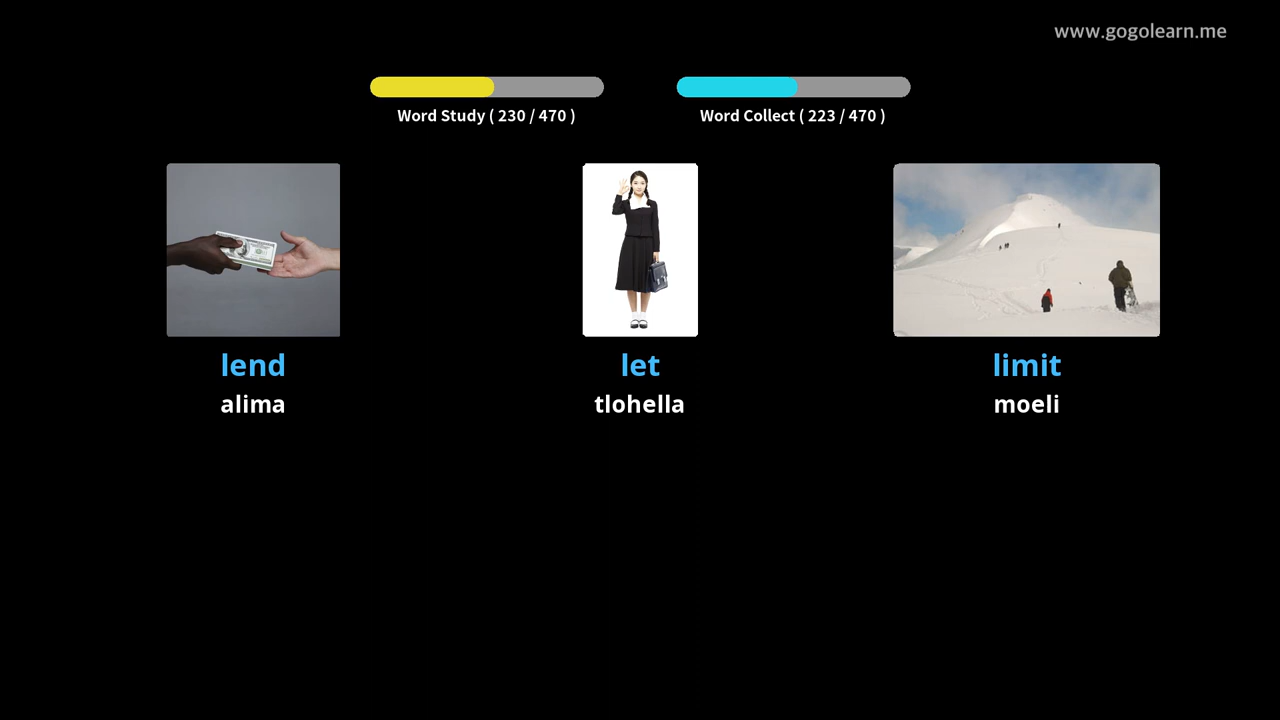 www.gogolearn.me
Word Study ( 230 / 470 )
Word Collect ( 223 / 470 )
lend
let
limit
alima
tlohella
moeli